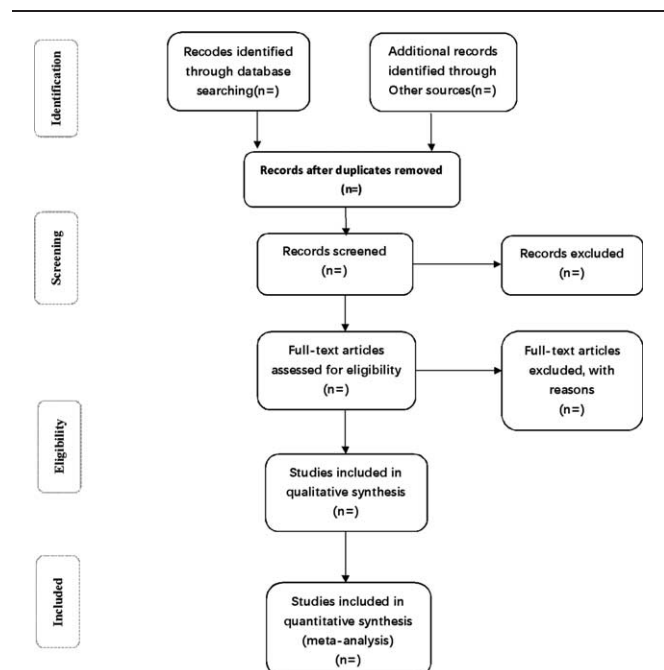 Identification
Recodes identified
through database
searching(n=)
Additional records
identified through
Other sources(n=)
Records after duplicates removed
(n=)
Screening
Records screened
(n=)
Records excluded
(n=)
Full-text articles
assessed for eligibility
(n=)
Full-text articles
excluded, with
reasons
(n=)
Eligibility
Studies included in
qualitative synthesis
(n=)
Included
Studies included in
quantitative synthesis
(meta-analysis)
(n=)